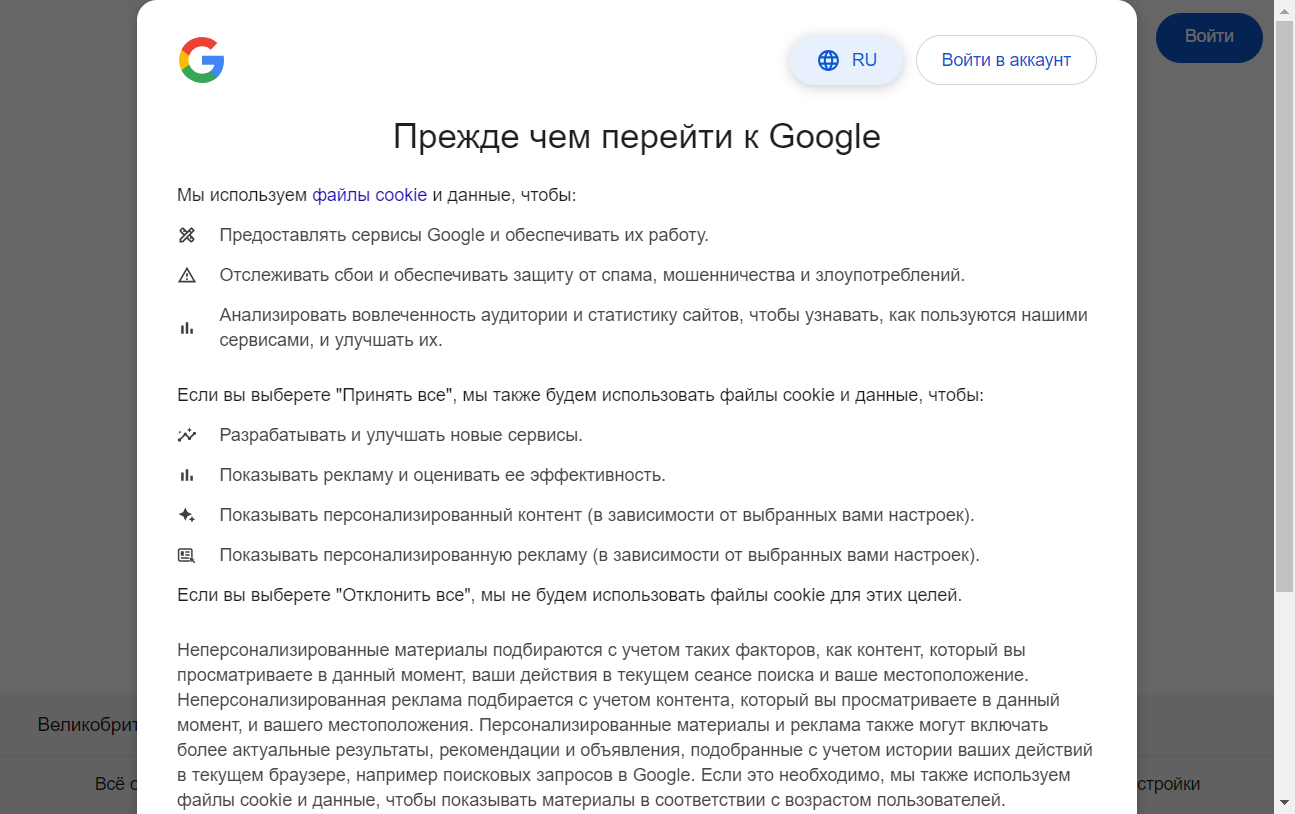 Войти
RU
Войти в аккаунт
Прежде чем перейти к Google
Мы используем файлы cookie и данные, чтобы:
Предоставлять сервисы Google и обеспечивать их работу.
Отслеживать сбои и обеспечивать защиту от спама, мошенничества и злоупотреблений.
Анализировать вовлеченность аудитории и статистику сайтов, чтобы узнавать, как пользуются нашими
сервисами, и улучшать их.
Если вы выберете "Принять все", мы также будем использовать файлы cookie и данные, чтобы:
Разрабатывать и улучшать новые сервисы.
Показывать рекламу и оценивать ее эффективность.
Показывать персонализированный контент (в зависимости от выбранных вами настроек).
Показывать персонализированную рекламу (в зависимости от выбранных вами настроек).
Если вы выберете "Отклонить все", мы не будем использовать файлы cookie для этих целей.
Неперсонализированные материалы подбираются с учетом таких факторов, как контент, который вы
просматриваете в данный момент, ваши действия в текущем сеансе поиска и ваше местоположение.
Неперсонализированная реклама подбирается с учетом контента, который вы просматриваете в данный
момент, и вашего местоположения. Персонализированные материалы и реклама также могут включать
более актуальные результаты, рекомендации и объявления, подобранные с учетом истории ваших действий
в текущем браузере, например поисковых запросов в Google. Если это необходимо, мы также используем
файлы cookie и данные, чтобы показывать материалы в соответствии с возрастом пользователей.
Великобрит
Всё о
стройки